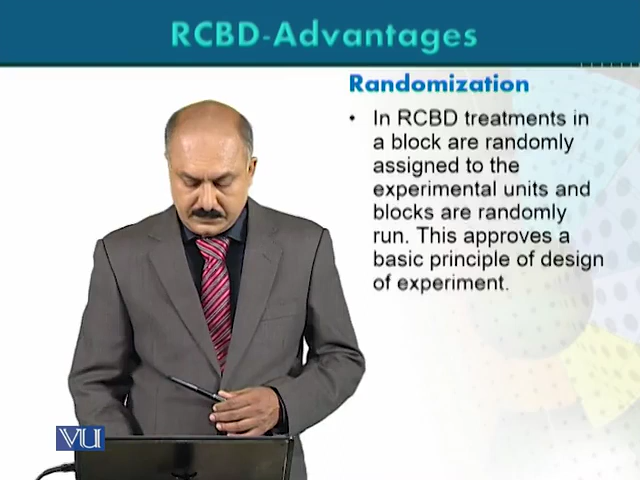 RCBD-Advantages
Randomization
• In RCBD treatments in
a block are randomly
assigned to the
experimental units and
blocks are randomly
run. This approves a
basic principle of design
of experiment.
VU